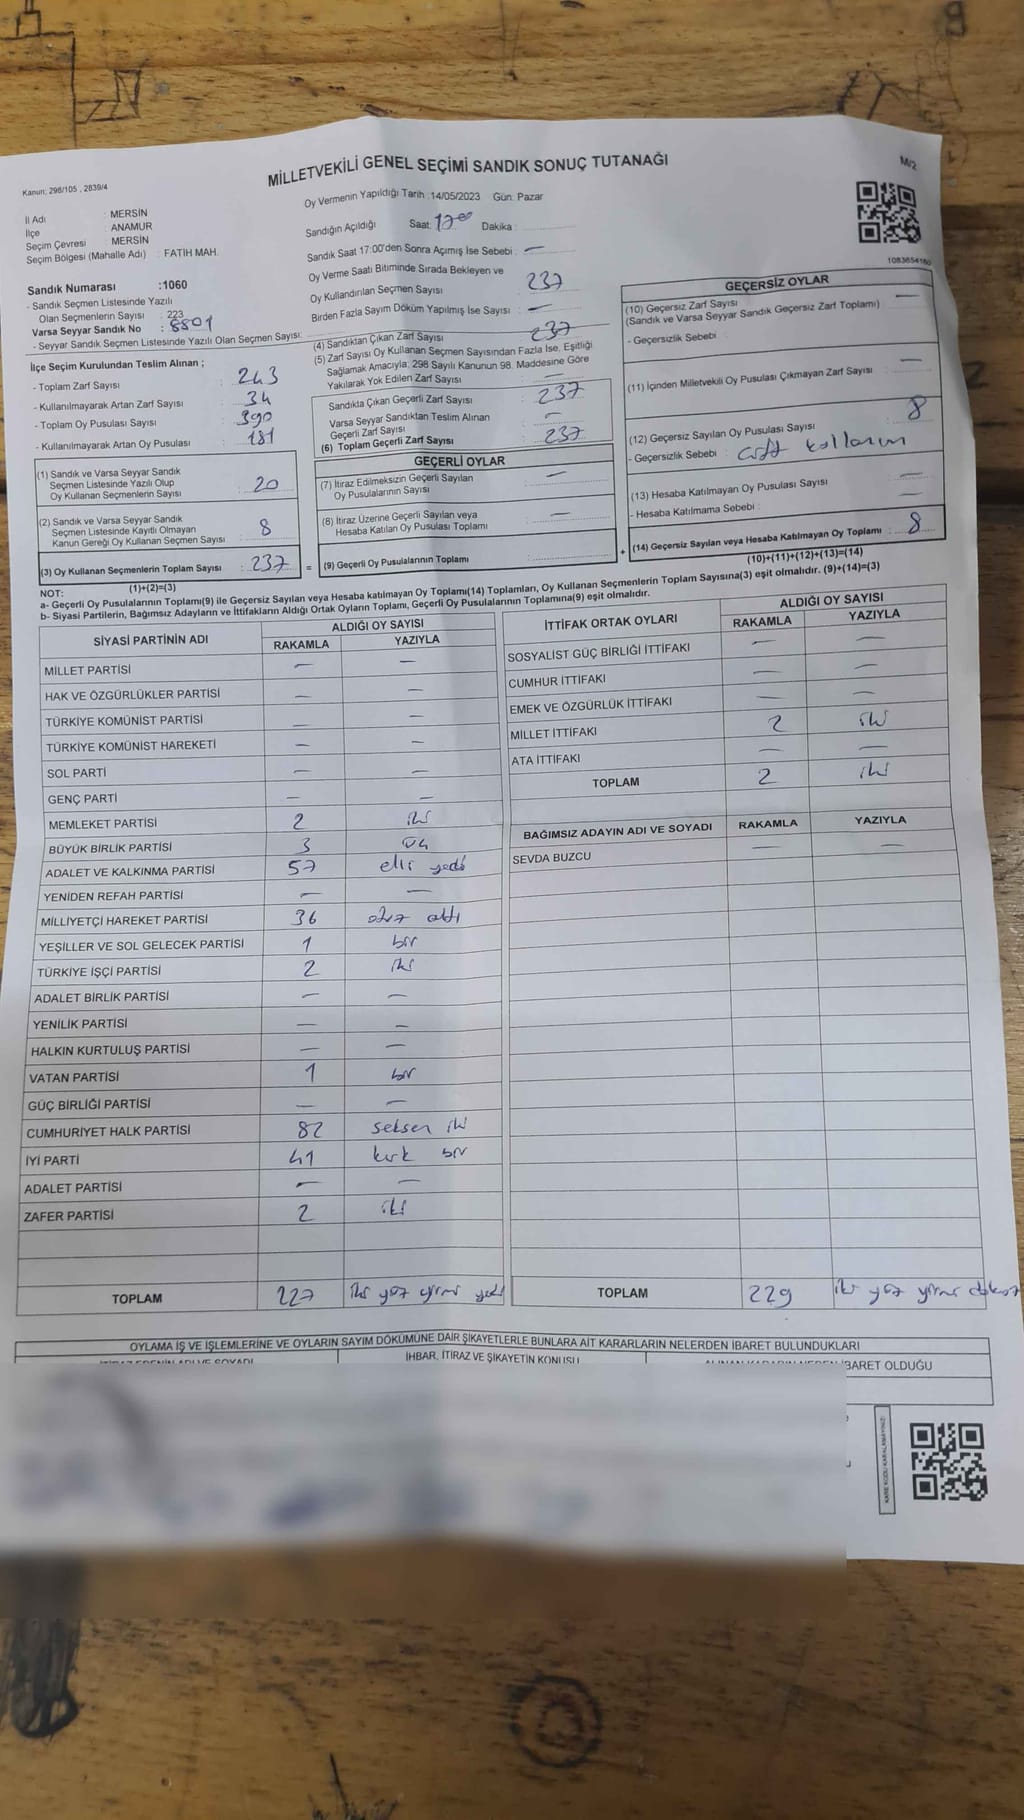 MİLLETVEKİLİ GENEL SEÇİMİ SANDIK SONUÇ TUTANAĞI
M/2
Kanun: 298/105 , 2839/4
İl Adı : MERSİN
İlçe : ANAMUR
Seçim Çevresi : MERSİN
Seçim Bölgesi (Mahalle Adı) : FATİH MAH.
Sandık Numarası :1060
- Sandık Seçmen Listesinde Yazılı
Olan Seçmenlerin Sayısı : 223
Varsa Seyyar Sandık No : 8801
- Seyyar Sandık Seçmen Listesinde Yazılı Olan Seçmen Sayısı:
Oy Vermenin Yapıldığı Tarih :14/05/2023 Gün: Pazar
Sandığın Açıldığı Saat: 17 00 Dakika :
Sandık Saat 17:00'den Sonra Açımış İse Sebebi : —
Oy Verme Saati Bitiminde Sırada Bekleyen ve
Oy Kullandırılan Seçmen Sayısı : 237
Birden Fazla Sayım Döküm Yapılmış İse Sayısı : —
1083654160
İlçe Seçim Kurulundan Teslim Alınan ;
- Toplam Zarf Sayısı : 243
- Kullanılmayarak Artan Zarf Sayısı : 34
- Toplam Oy Pusulası Sayısı : 390
- Kullanılmayarak Artan Oy Pusulası : 181
(1) Sandık ve Varsa Seyyar Sandık
Seçmen Listesinde Yazılı Olup
Oy Kullanan Seçmenlerin Sayısı : 20
(2) Sandık ve Varsa Seyyar Sandık
Seçmen Listesinde Kayıtlı Olmayan
Kanun Gereği Oy Kullanan Seçmen Sayısı : 8
(3) Oy Kullanan Seçmenlerin Toplam Sayısı : 237 =
(1)+(2)=(3)
(4) Sandıktan Çıkan Zarf Sayısı : 237
(5) Zarf Sayısı Oy Kullanan Seçmen Sayısından Fazla İse, Eşitliği
Sağlamak Amacıyla, 298 Sayılı Kanunun 98. Maddesine Göre
Yakılarak Yok Edilen Zarf Sayısı : —
Sandıkta Çıkan Geçerli Zarf Sayısı : 237
Varsa Seyyar Sandıktan Teslim Alınan
Geçerli Zarf Sayısı : —
(6) Toplam Geçerli Zarf Sayısı : 237
GEÇERLİ OYLAR
(7) İtiraz Edilmeksizin Geçerli Sayılan
Oy Pusulalarının Sayısı : —
(8) İtiraz Üzerine Geçerli Sayılan veya
Hesaba Katılan Oy Pusulası Toplamı : —
(9) Geçerli Oy Pusulalarının Toplamı : +
GEÇERSİZ OYLAR
(10) Geçersiz Zarf Sayısı : —
(Sandık ve Varsa Seyyar Sandık Geçersiz Zarf Toplamı)
- Geçersizlik Sebebi :
(11) İçinden Milletvekili Oy Pusulası Çıkmayan Zarf Sayısı : —
(12) Geçersiz Sayılan Oy Pusulası Sayısı : 8
- Geçersizlik Sebebi :
(13) Hesaba Katılmayan Oy Pusulası Sayısı : —
- Hesaba Katılmama Sebebi : —
(14) Geçersiz Sayılan veya Hesaba Katılmayan Oy Toplamı : 8
(10)+(11)+(12)+(13)=(14)
NOT:
a- Geçerli Oy Pusulalarının Toplamı(9) ile Geçersiz Sayılan veya Hesaba katılmayan Oy Toplamı(14) Toplamları, Oy Kullanan Seçmenlerin Toplam Sayısına(3) eşit olmalıdır. (9)+(14)=(3)
b- Siyasi Partilerin, Bağımsız Adayların ve İttifakların Aldığı Ortak Oyların Toplamı, Geçerli Oy Pusulalarının Toplamına(9) eşit olmalıdır.
SİYASİ PARTİNİN ADI ALDIĞI OY SAYISI
RAKAMLA YAZIYLA
MİLLET PARTİSİ — —
HAK VE ÖZGÜRLÜKLER PARTİSİ — —
TÜRKİYE KOMÜNİST PARTİSİ — —
TÜRKİYE KOMÜNİST HAREKETİ — —
SOL PARTİ — —
GENÇ PARTİ — —
MEMLEKET PARTİSİ 2 iki
BÜYÜK BİRLİK PARTİSİ 3 üç
ADALET VE KALKINMA PARTİSİ 57 elli yedi
YENİDEN REFAH PARTİSİ — —
MİLLİYETÇİ HAREKET PARTİSİ 36 otuz altı
YEŞİLLER VE SOL GELECEK PARTİSİ 1 bir
TÜRKİYE İŞÇİ PARTİSİ 2 iki
ADALET BİRLİK PARTİSİ — —
YENİLİK PARTİSİ — —
HALKIN KURTULUŞ PARTİSİ — —
VATAN PARTİSİ 1 bir
GÜÇ BİRLİĞİ PARTİSİ — —
CUMHURİYET HALK PARTİSİ 82 seksen iki
İYİ PARTİ 41 kırk bir
ADALET PARTİSİ — —
ZAFER PARTİSİ 2 iki
TOPLAM 227 iki yüz yirmi yedi
İTTİFAK ORTAK OYLARI ALDIĞI OY SAYISI
RAKAMLA YAZIYLA
SOSYALİST GÜÇ BİRLİĞİ İTTİFAKI — —
CUMHUR İTTİFAKI — —
EMEK VE ÖZGÜRLÜK İTTİFAKI — —
MİLLET İTTİFAKI 2 iki
ATA İTTİFAKI — —
TOPLAM 2 iki
BAĞIMSIZ ADAYIN ADI VE SOYADI RAKAMLA YAZIYLA
SEVDA BUZCU — —
TOPLAM 229 iki yüz yirmi dokuz
OYLAMA İŞ VE İŞLEMLERİNE VE OYLARIN SAYIM DÖKÜMÜNE DAİR ŞİKAYETLERLE BUNLARA AİT KARARLARIN NELERDEN İBARET BULUNDUKLARI
İHBAR, İTİRAZ VE ŞİKAYETİN KONUSU
İBARET OLDUĞU
KARE KODU KARALAMAYINIZ!